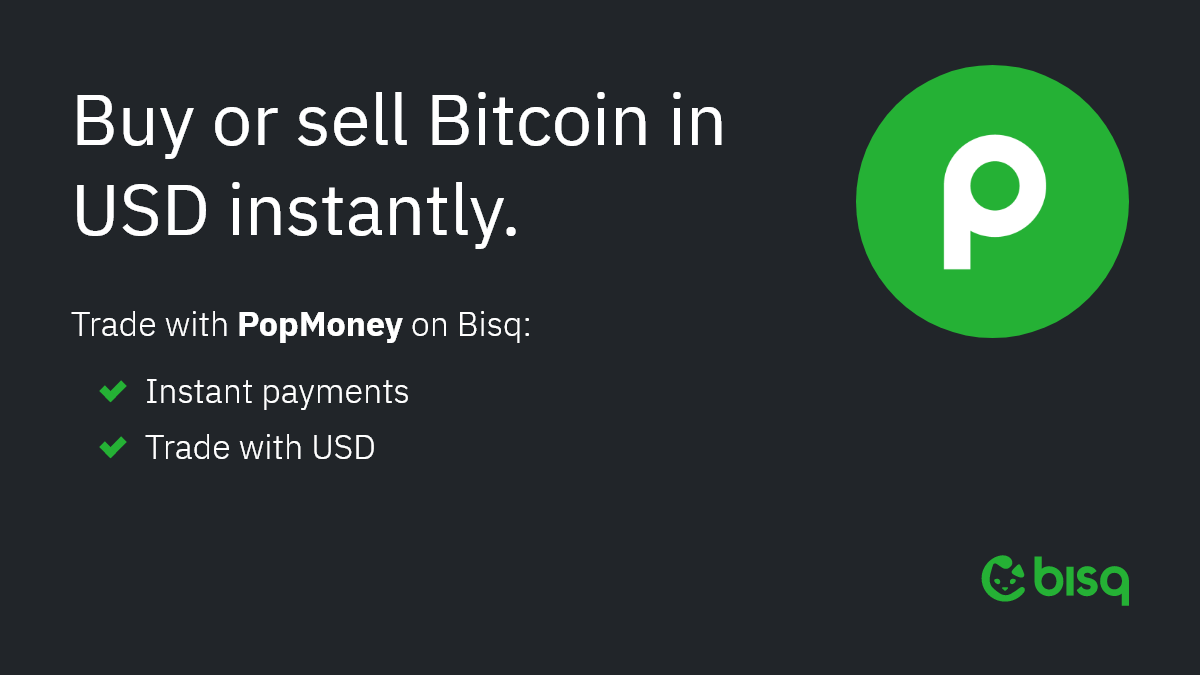 Buy or sell Bitcoin in
USD instantly.
Trade with PopMoney on Bisq:
Instant payments
Trade with USD
p
bisq